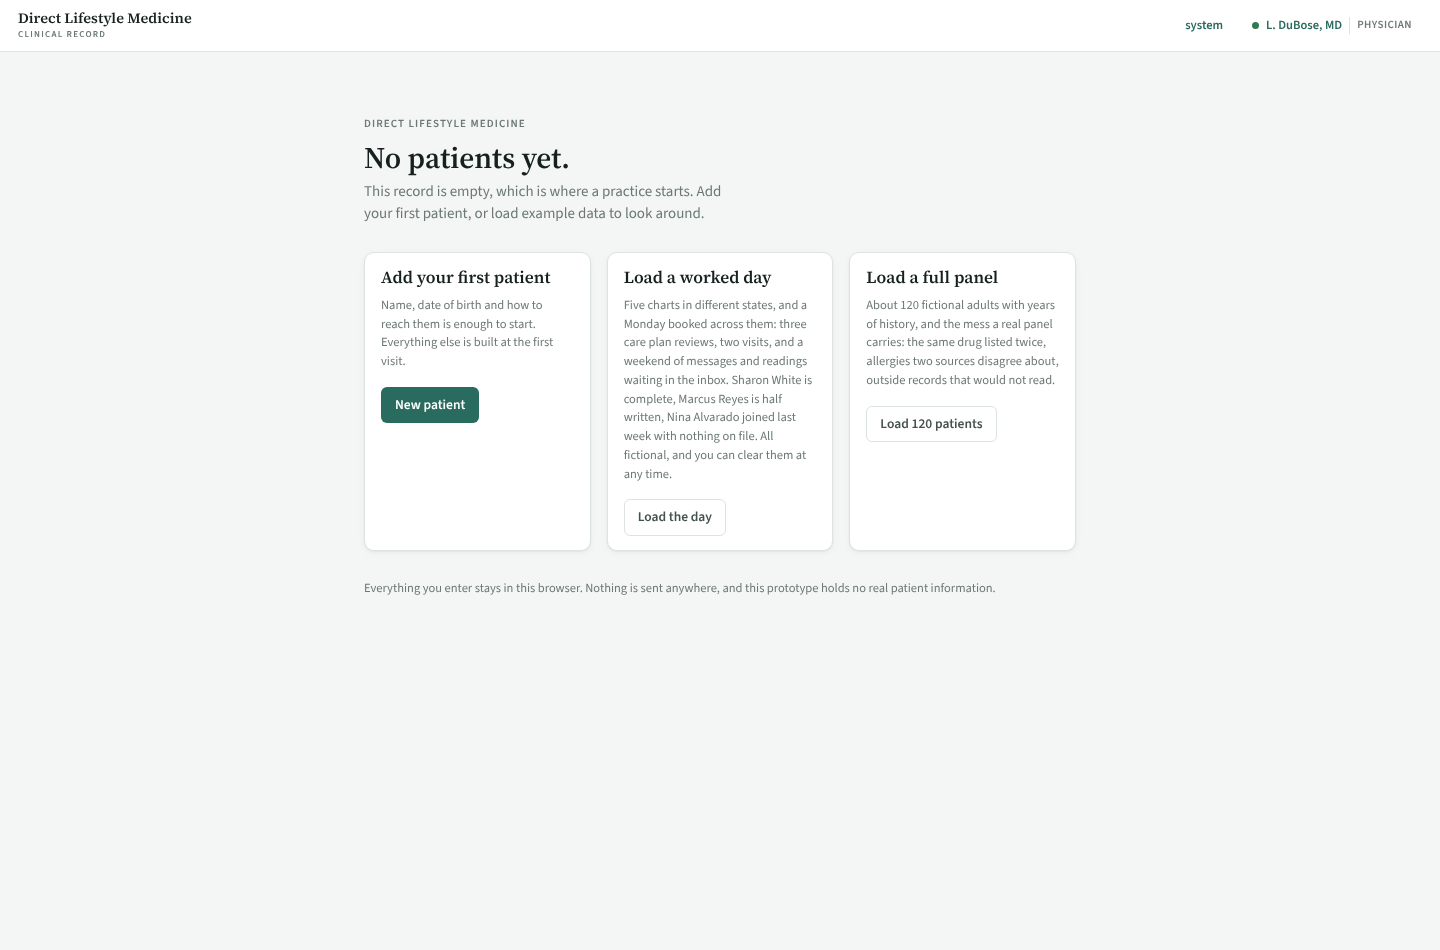 Direct Lifestyle Medicine
CLINICAL RECORD
system
L. DuBose, MD
PHYSICIAN
DIRECT LIFESTYLE MEDICINE
No patients yet.
This record is empty, which is where a practice starts. Add
your first patient, or load example data to look around.
Add your first patient
Name, date of birth and how to
reach them is enough to start.
Everything else is built at the first
visit.
New patient
Load a worked day
Five charts in different states, and a
Monday booked across them: three
care plan reviews, two visits, and a
weekend of messages and readings
waiting in the inbox. Sharon White is
complete, Marcus Reyes is half
written, Nina Alvarado joined last
week with nothing on file. All
fictional, and you can clear them at
any time.
Load the day
Load a full panel
About 120 fictional adults with years
of history, and the mess a real panel
carries: the same drug listed twice,
allergies two sources disagree about,
outside records that would not read.
Load 120 patients
Everything you enter stays in this browser. Nothing is sent anywhere, and this prototype holds no real patient information.